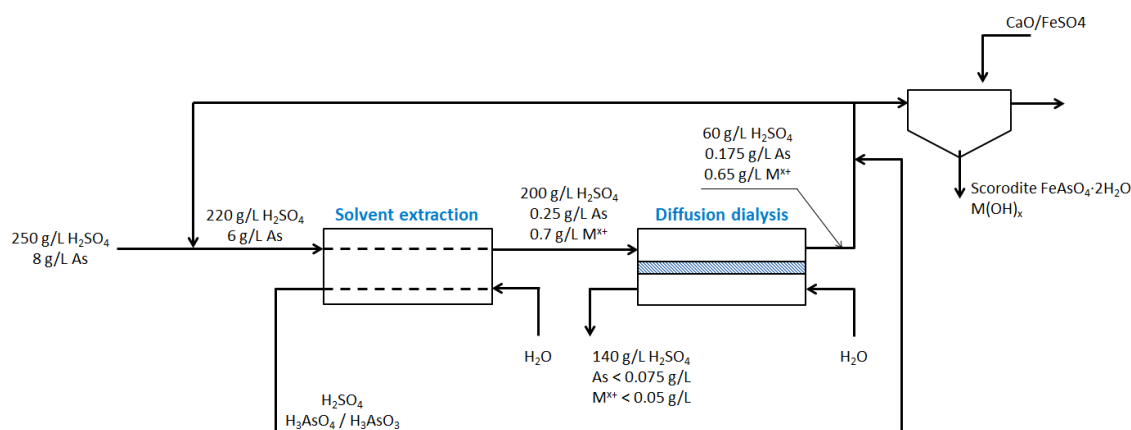 CaO/FeSO4
60 g/L H₂SO₄
0.175 g/L As
0.65 g/L Mˣ⁺
Scorodite FeAsO₄·2H₂O
M(OH)ₓ
200 g/L H₂SO₄
0.25 g/L As
0.7 g/L Mˣ⁺
Solvent extraction
Diffusion dialysis
220 g/L H₂SO₄
6 g/L As
250 g/L H₂SO₄
8 g/L As
H₂O
140 g/L H₂SO₄
As < 0.075 g/L
Mˣ⁺ < 0.05 g/L
H₂O
H₂SO₄
H₃AsO₄ / H₃AsO₃